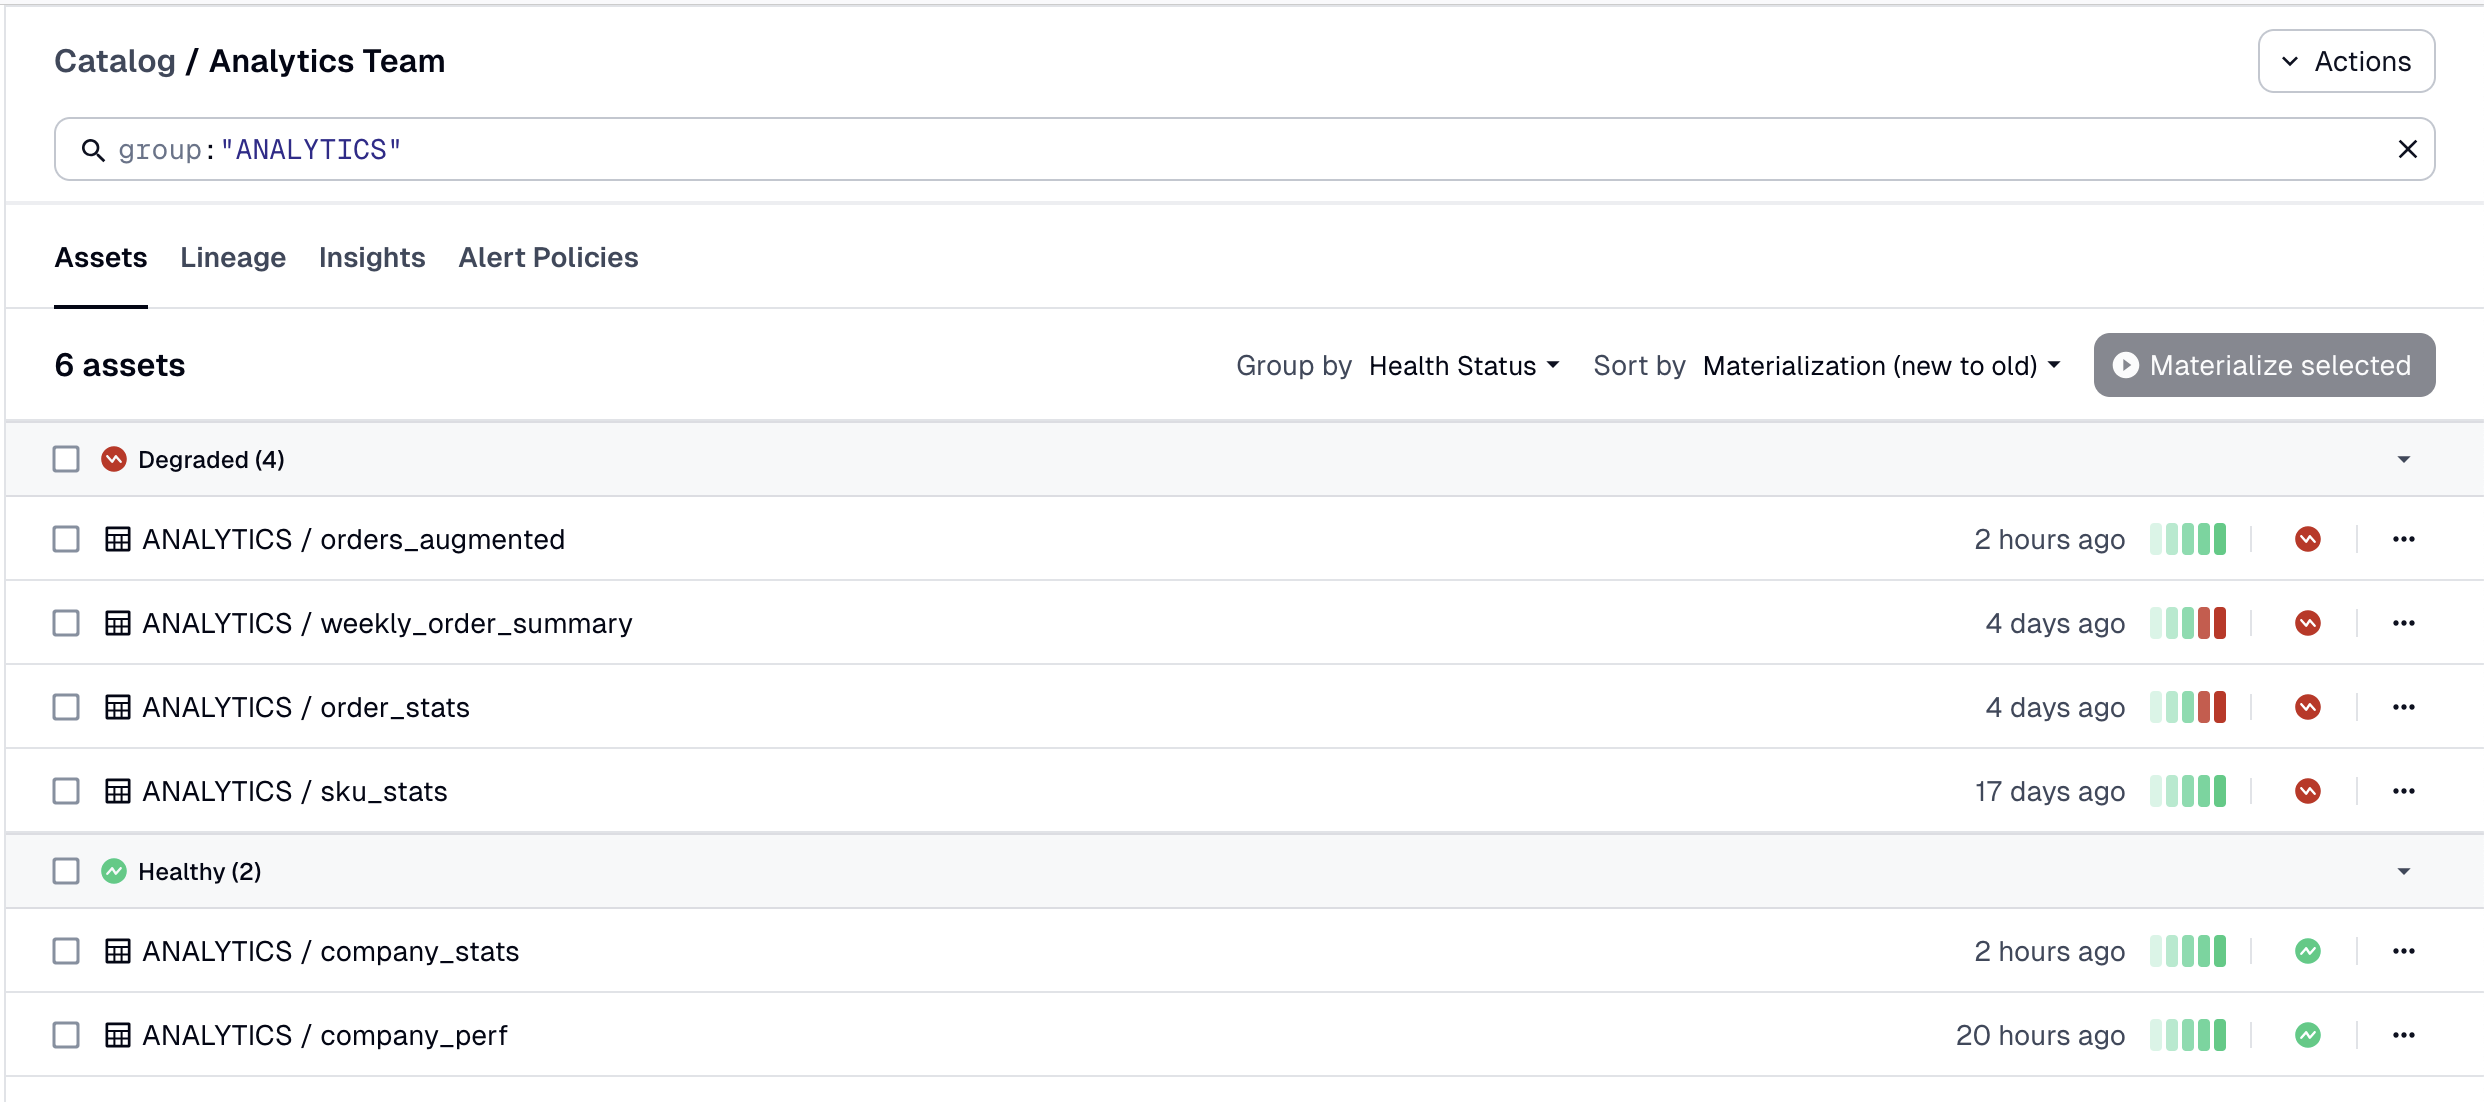 Catalog / Analytics Team
Actions
group:"ANALYTICS"
Assets Lineage Insights Alert Policies
6 assets
Group by Health Status Sort by Materialization (new to old) Materialize selected
Degraded (4)
ANALYTICS / orders_augmented 2 hours ago
ANALYTICS / weekly_order_summary 4 days ago
ANALYTICS / order_stats 4 days ago
ANALYTICS / sku_stats 17 days ago
Healthy (2)
ANALYTICS / company_stats 2 hours ago
ANALYTICS / company_perf 20 hours ago